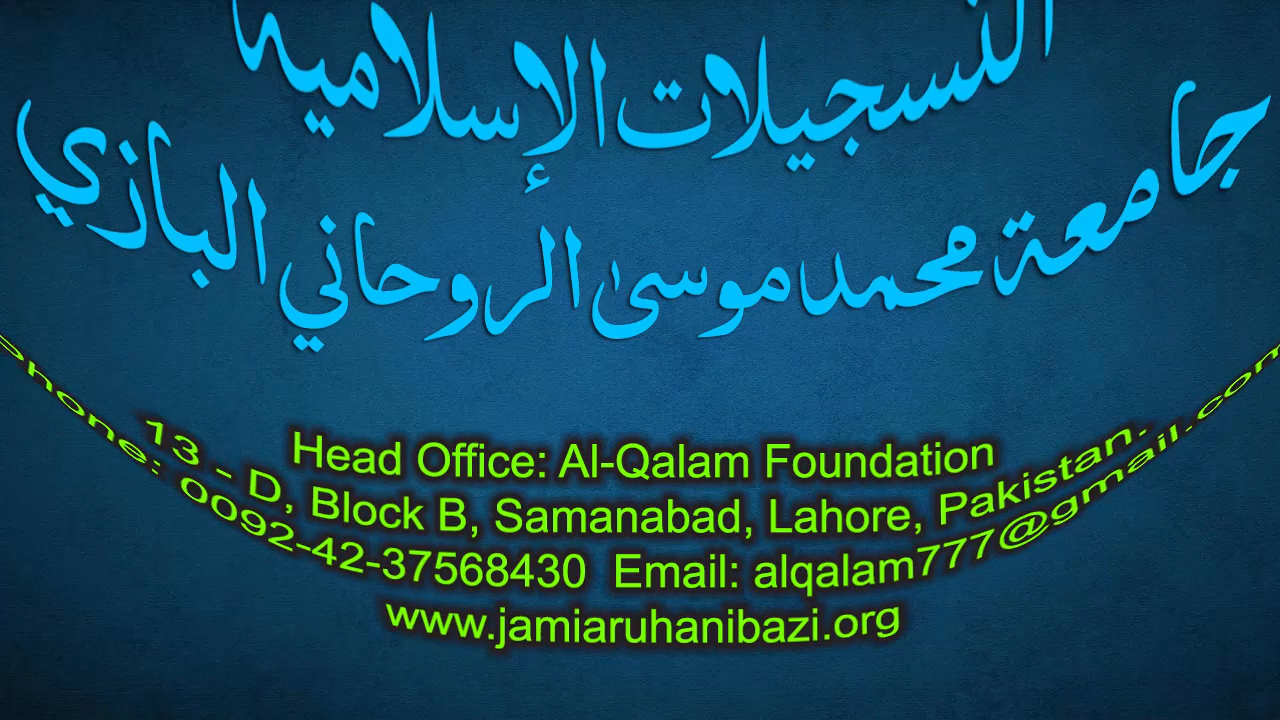 التسجيلات الإسلامية
جامعة محمد موسىٰ الروحاني البازي
Head Office: Al-Qalam Foundation
13 - D, Block B, Samanabad, Lahore, Pakistan.
Phone: 0092-42-37568430 Email: alqalam777@gmail.com
www.jamiaruhanibazi.org